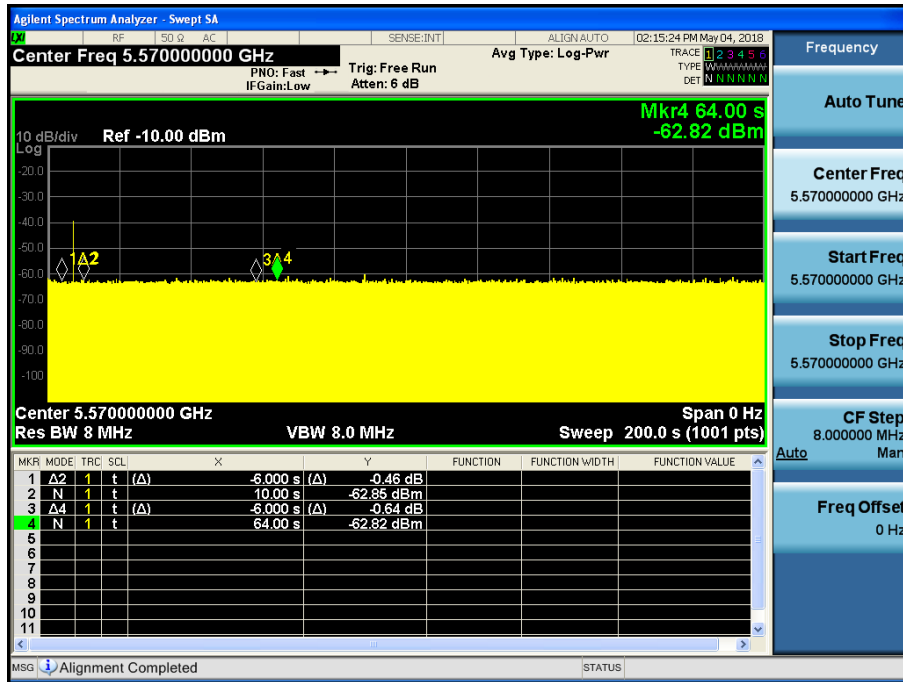 Agilent Spectrum Analyzer - Swept SA
LXI RF 50 Ω AC SENSE:INT ALIGN AUTO 02:15:24 PM May 04, 2018
Center Freq 5.570000000 GHz
PNO: Fast
IFGain:Low
Trig: Free Run
Atten: 6 dB
Avg Type: Log-Pwr
TRACE 1 2 3 4 5 6
TYPE W
DET N N N N N N
Mkr4 64.00 s
-62.82 dBm
10 dB/div Ref -10.00 dBm
Log
-20.0
-30.0
-40.0
-50.0
-60.0
-70.0
-80.0
-90.0
-100
1Δ2
3Δ4
Center 5.570000000 GHz Span 0 Hz
Res BW 8 MHz VBW 8.0 MHz Sweep 200.0 s (1001 pts)
MKR MODE TRC SCL X Y FUNCTION FUNCTION WIDTH FUNCTION VALUE
1 Δ2 1 t (Δ) -6.000 s (Δ) -0.46 dB
2 N 1 t 10.00 s -62.85 dBm
3 Δ4 1 t (Δ) -6.000 s (Δ) -0.64 dB
4 N 1 t 64.00 s -62.82 dBm
5
6
7
8
9
10
11
MSG Alignment Completed STATUS
Frequency
Auto Tune
Center Freq
5.570000000 GHz
Start Freq
5.570000000 GHz
Stop Freq
5.570000000 GHz
CF Step
8.000000 MHz
Auto Man
Freq Offset
0 Hz